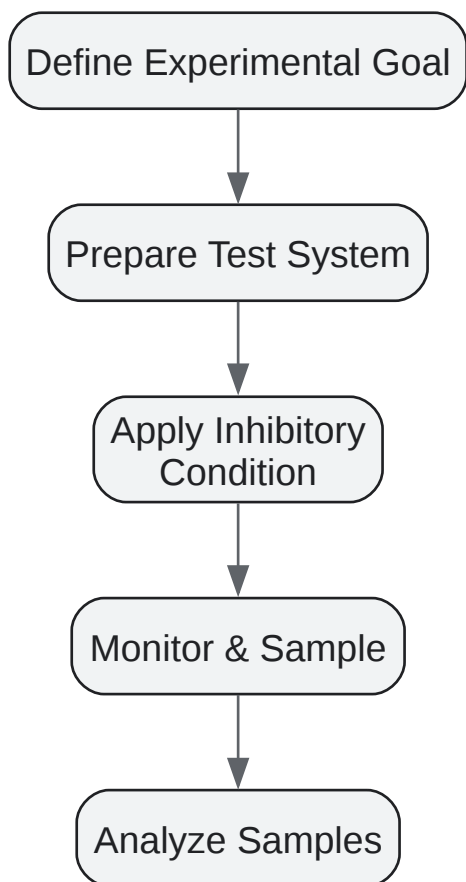 Define Experimental Goal
Prepare Test System
Apply Inhibitory
Condition
Monitor & Sample
Analyze Samples